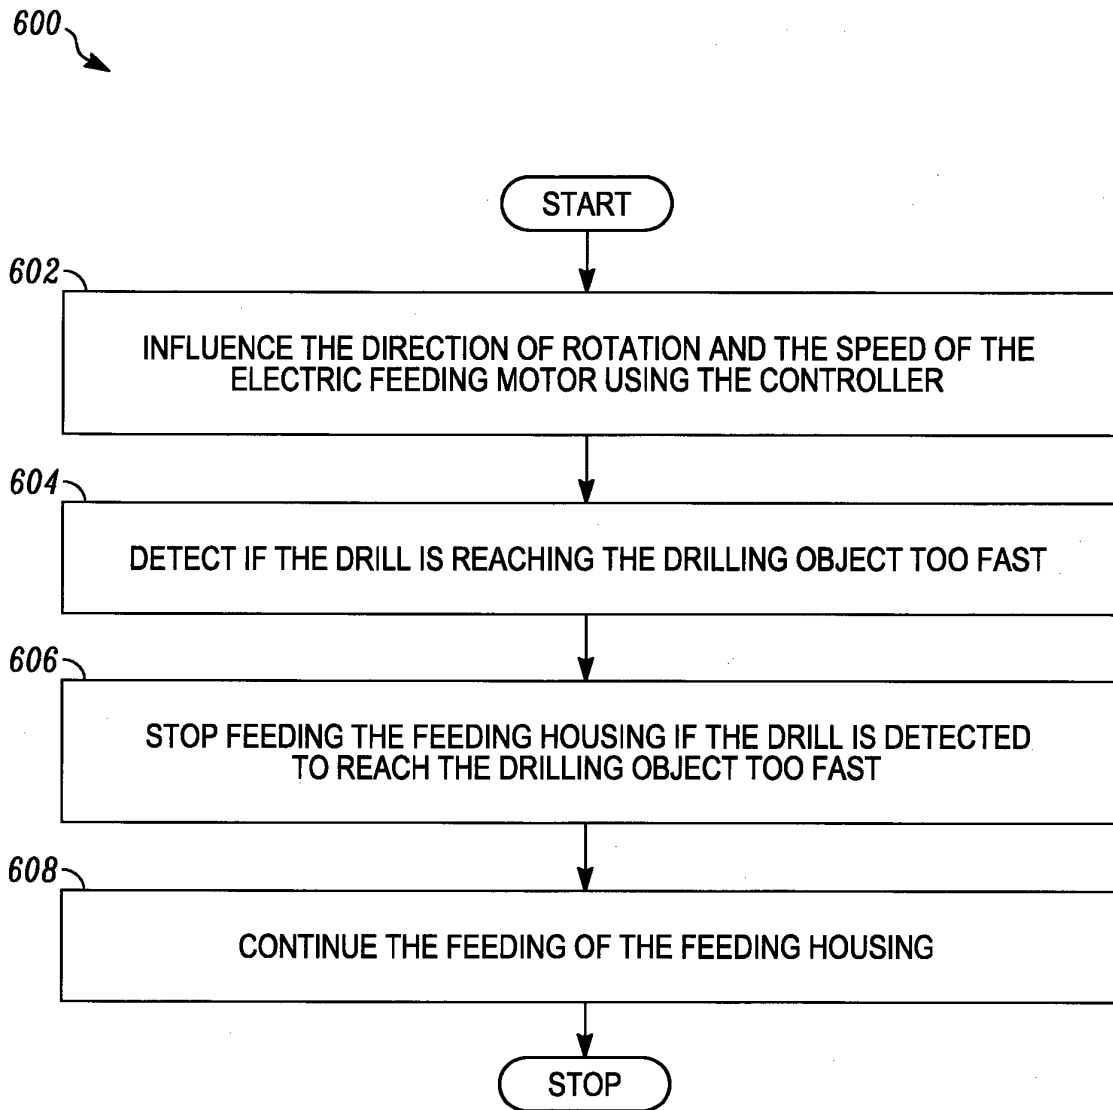 600
START
602
INFLUENCE THE DIRECTION OF ROTATION AND THE SPEED OF THE
ELECTRIC FEEDING MOTOR USING THE CONTROLLER
604
DETECT IF THE DRILL IS REACHING THE DRILLING OBJECT TOO FAST
606
STOP FEEDING THE FEEDING HOUSING IF THE DRILL IS DETECTED
TO REACH THE DRILLING OBJECT TOO FAST
608
CONTINUE THE FEEDING OF THE FEEDING HOUSING
STOP